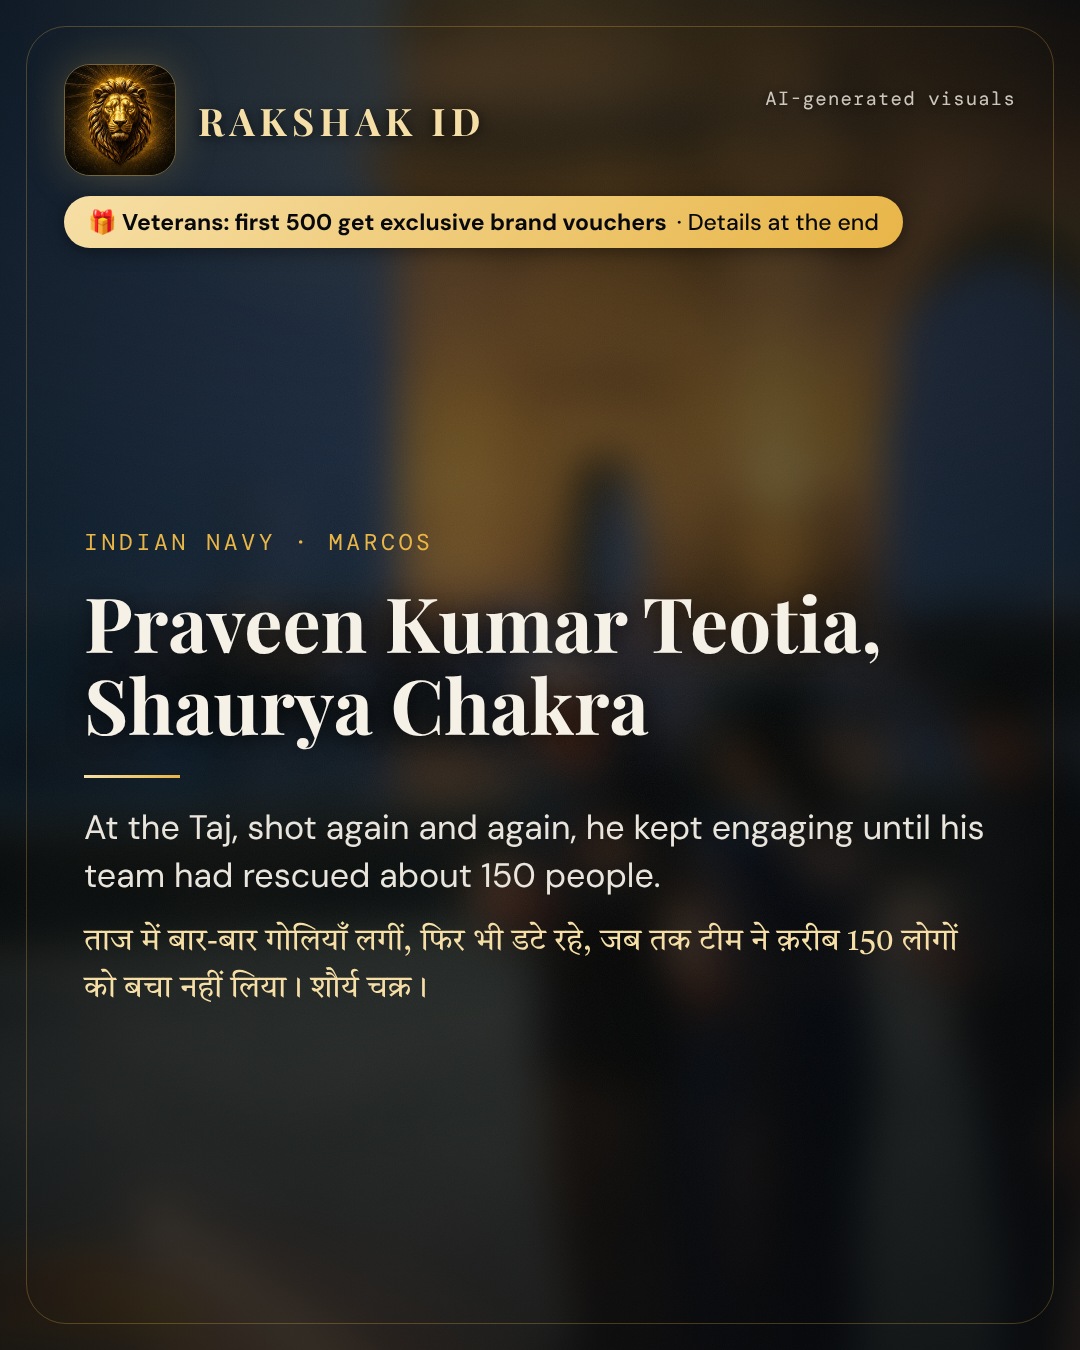 RAKSHAK ID
AI-generated visuals
🎁 Veterans: first 500 get exclusive brand vouchers · Details at the end
INDIAN NAVY · MARCOS
Praveen Kumar Teotia,
Shaurya Chakra
At the Taj, shot again and again, he kept engaging until his
team had rescued about 150 people.
ताज में बार-बार गोलियाँ लगीं, फिर भी डटे रहे, जब तक टीम ने क़रीब 150 लोगों
को बचा नहीं लिया। शौर्य चक्र।